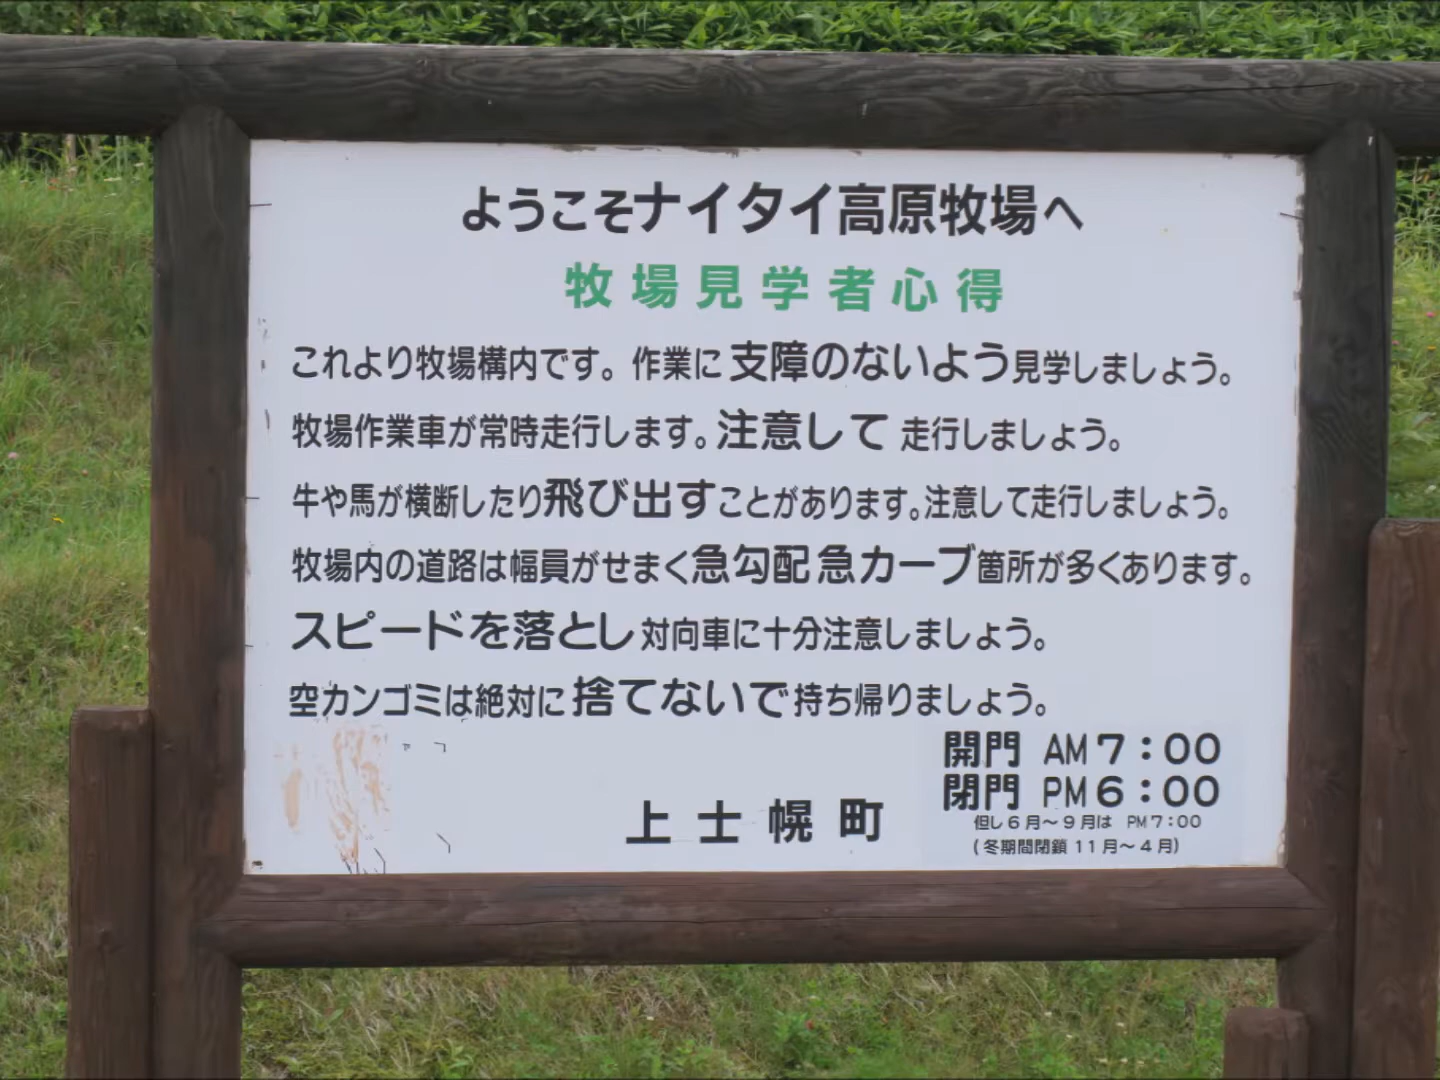 ようこそナイタイ高原牧場へ
牧場見学者心得
これより牧場構内です。作業に支障のないよう見学しましょう。
牧場作業車が常時走行します。注意して走行しましょう。
牛や馬が横断したり飛び出すことがあります。注意して走行しましょう。
牧場内の道路は幅員がせまく急勾配急カーブ箇所が多くあります。
スピードを落とし対向車に十分注意しましょう。
空カンゴミは絶対に捨てないで持ち帰りましょう。
開門 AM7:00
閉門 PM6:00
但し6月～9月は PM7:00
(冬期間閉鎖 11月～4月)
上士幌町